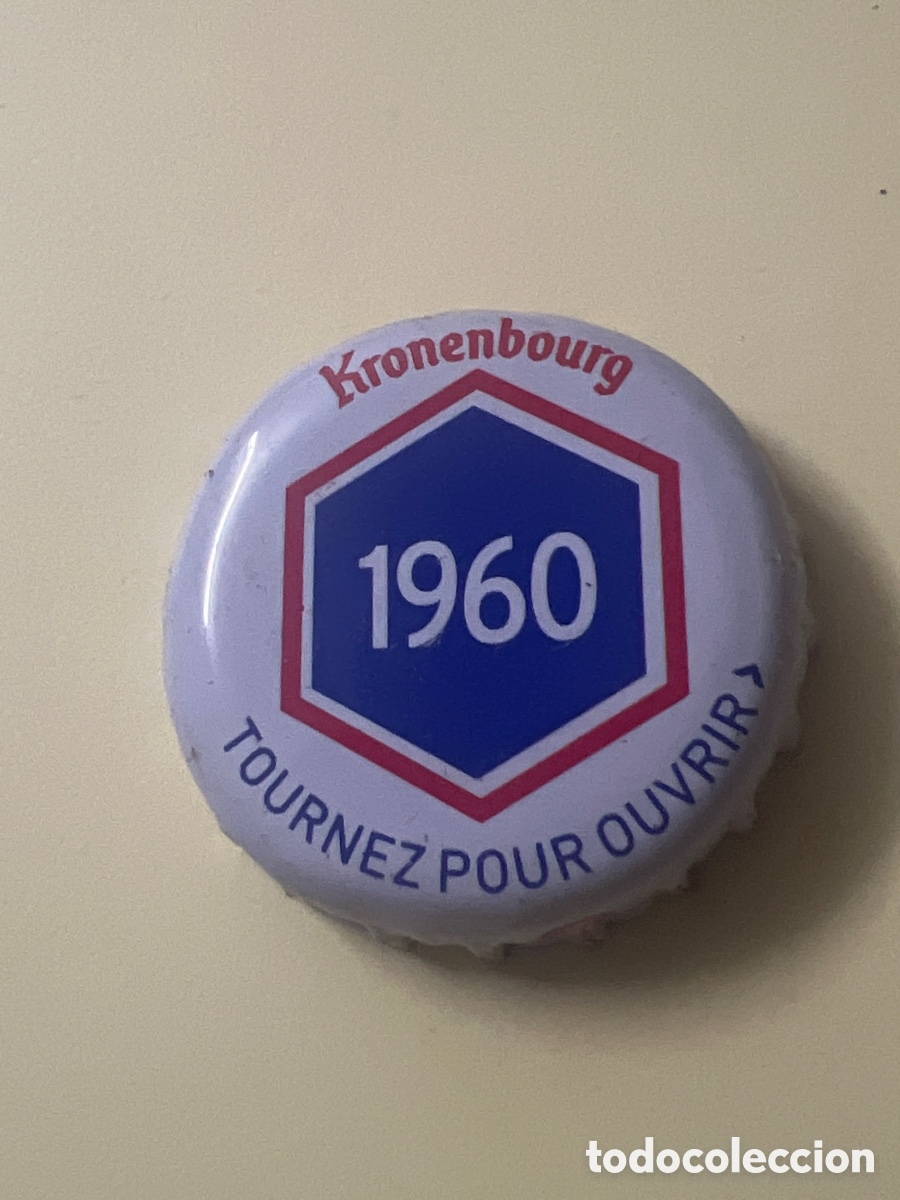 Kronenbourg
1960
TOURNEZ POUR OUVRIR >
todocoleccion